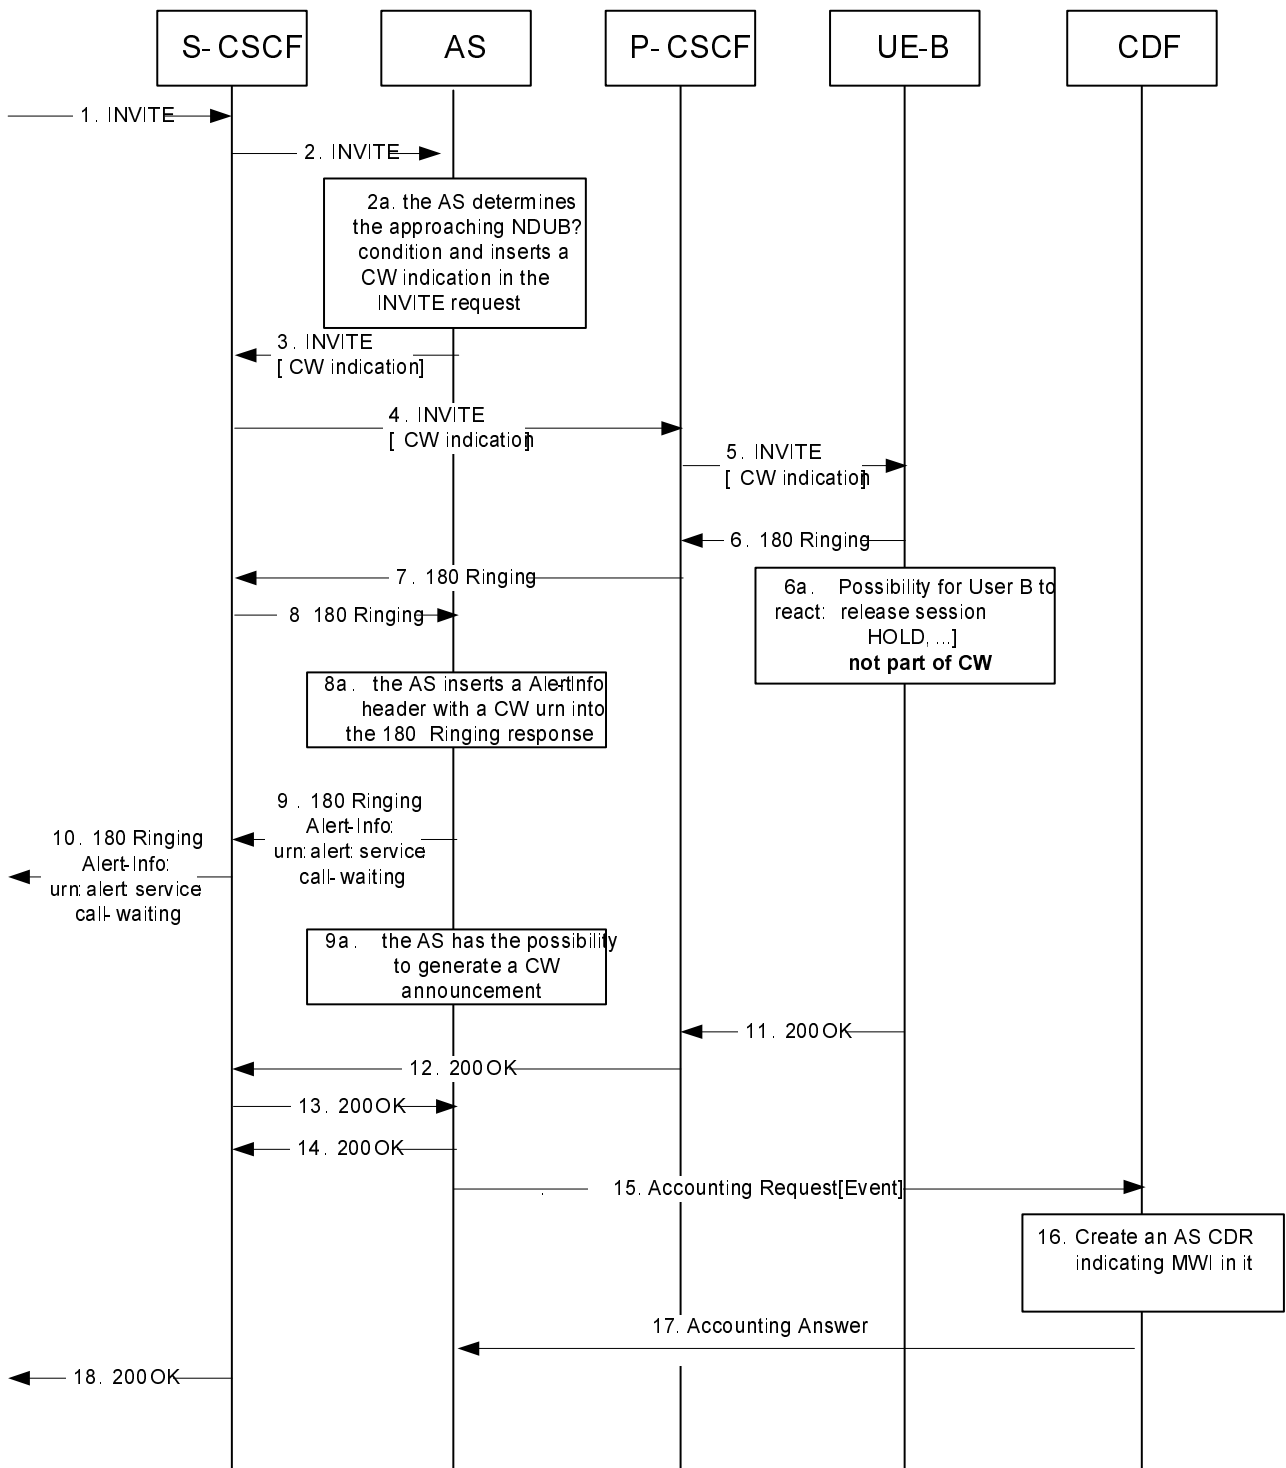 S- CSCF
AS
P- CSCF
UE-B
CDF
1. INVITE
2. INVITE
2a. the AS determines
the approaching NDUB?
condition and inserts a
CW indication in the
INVITE request
3. INVITE
[ CW indication]
4. INVITE
[ CW indication]
5. INVITE
[ CW indication]
6. 180 Ringing
7. 180 Ringing
8 180 Ringing
6a. Possibility for User B to
react: release session
HOLD, ...]
not part of CW
8a. the AS inserts a Alert-Info
header with a CW urn into
the 180 Ringing response
9 . 180 Ringing
Alert-Info:
urn: alert: service
call- waiting
10. 180 Ringing
Alert-Info:
urn: alert: service
call- waiting
9a. the AS has the possibility
to generate a CW
announcement
11. 200 OK
12. 200 OK
13. 200 OK
14. 200 OK
15. Accounting Request[Event]
16. Create an AS CDR
indicating MWI in it
17. Accounting Answer
18. 200 OK